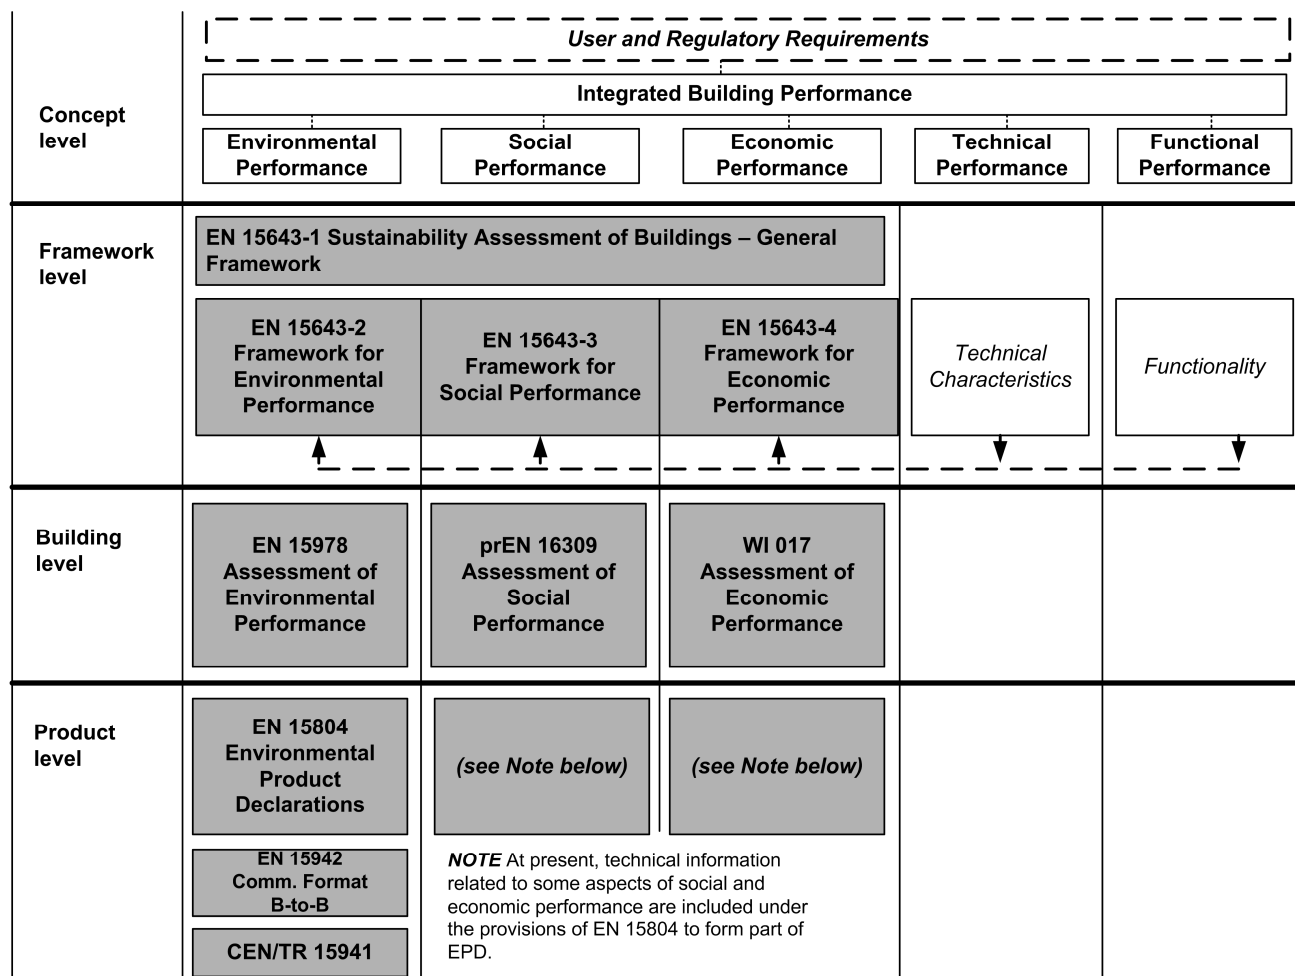 User and Regulatory Requirements
Integrated Building Performance
Concept
level
Environmental
Performance
Social
Performance
Economic
Performance
Technical
Performance
Functional
Performance
Framework
level
EN 15643-1 Sustainability Assessment of Buildings – General
Framework
EN 15643-2
Framework for
Environmental
Performance
EN 15643-3
Framework for
Social Performance
EN 15643-4
Framework for
Economic
Performance
Technical
Characteristics
Functionality
Building
level
EN 15978
Assessment of
Environmental
Performance
prEN 16309
Assessment of
Social
Performance
WI 017
Assessment of
Economic
Performance
Product
level
EN 15804
Environmental
Product
Declarations
(see Note below)
(see Note below)
EN 15942
Comm. Format
B-to-B
CEN/TR 15941
NOTE At present, technical information
related to some aspects of social and
economic performance are included under
the provisions of EN 15804 to form part of
EPD.